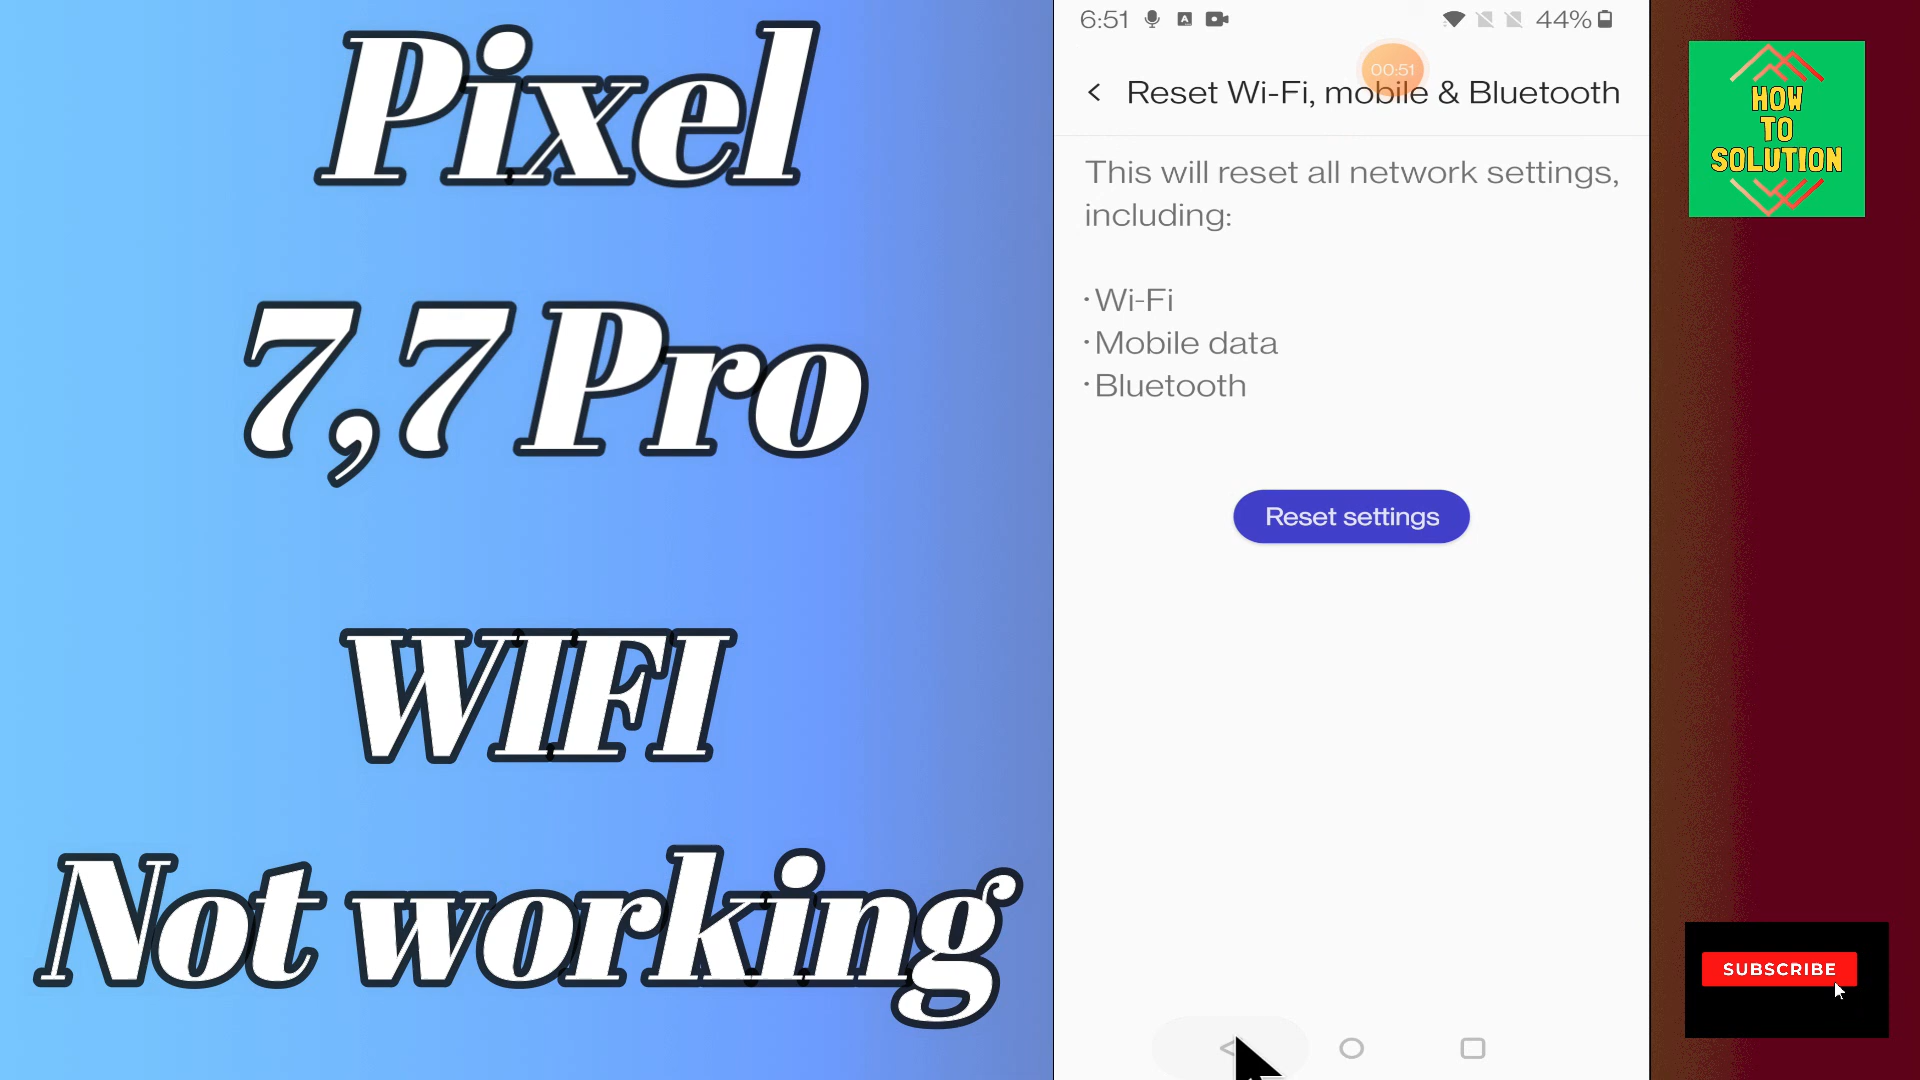 Pixel
7,7 Pro
WIFI
Not working
6:51
44%
00:51
Reset Wi-Fi, mobile & Bluetooth
This will reset all network settings,
including:
·Wi-Fi
·Mobile data
·Bluetooth
Reset settings
HOW
TO
SOLUTION
SUBSCRIBE